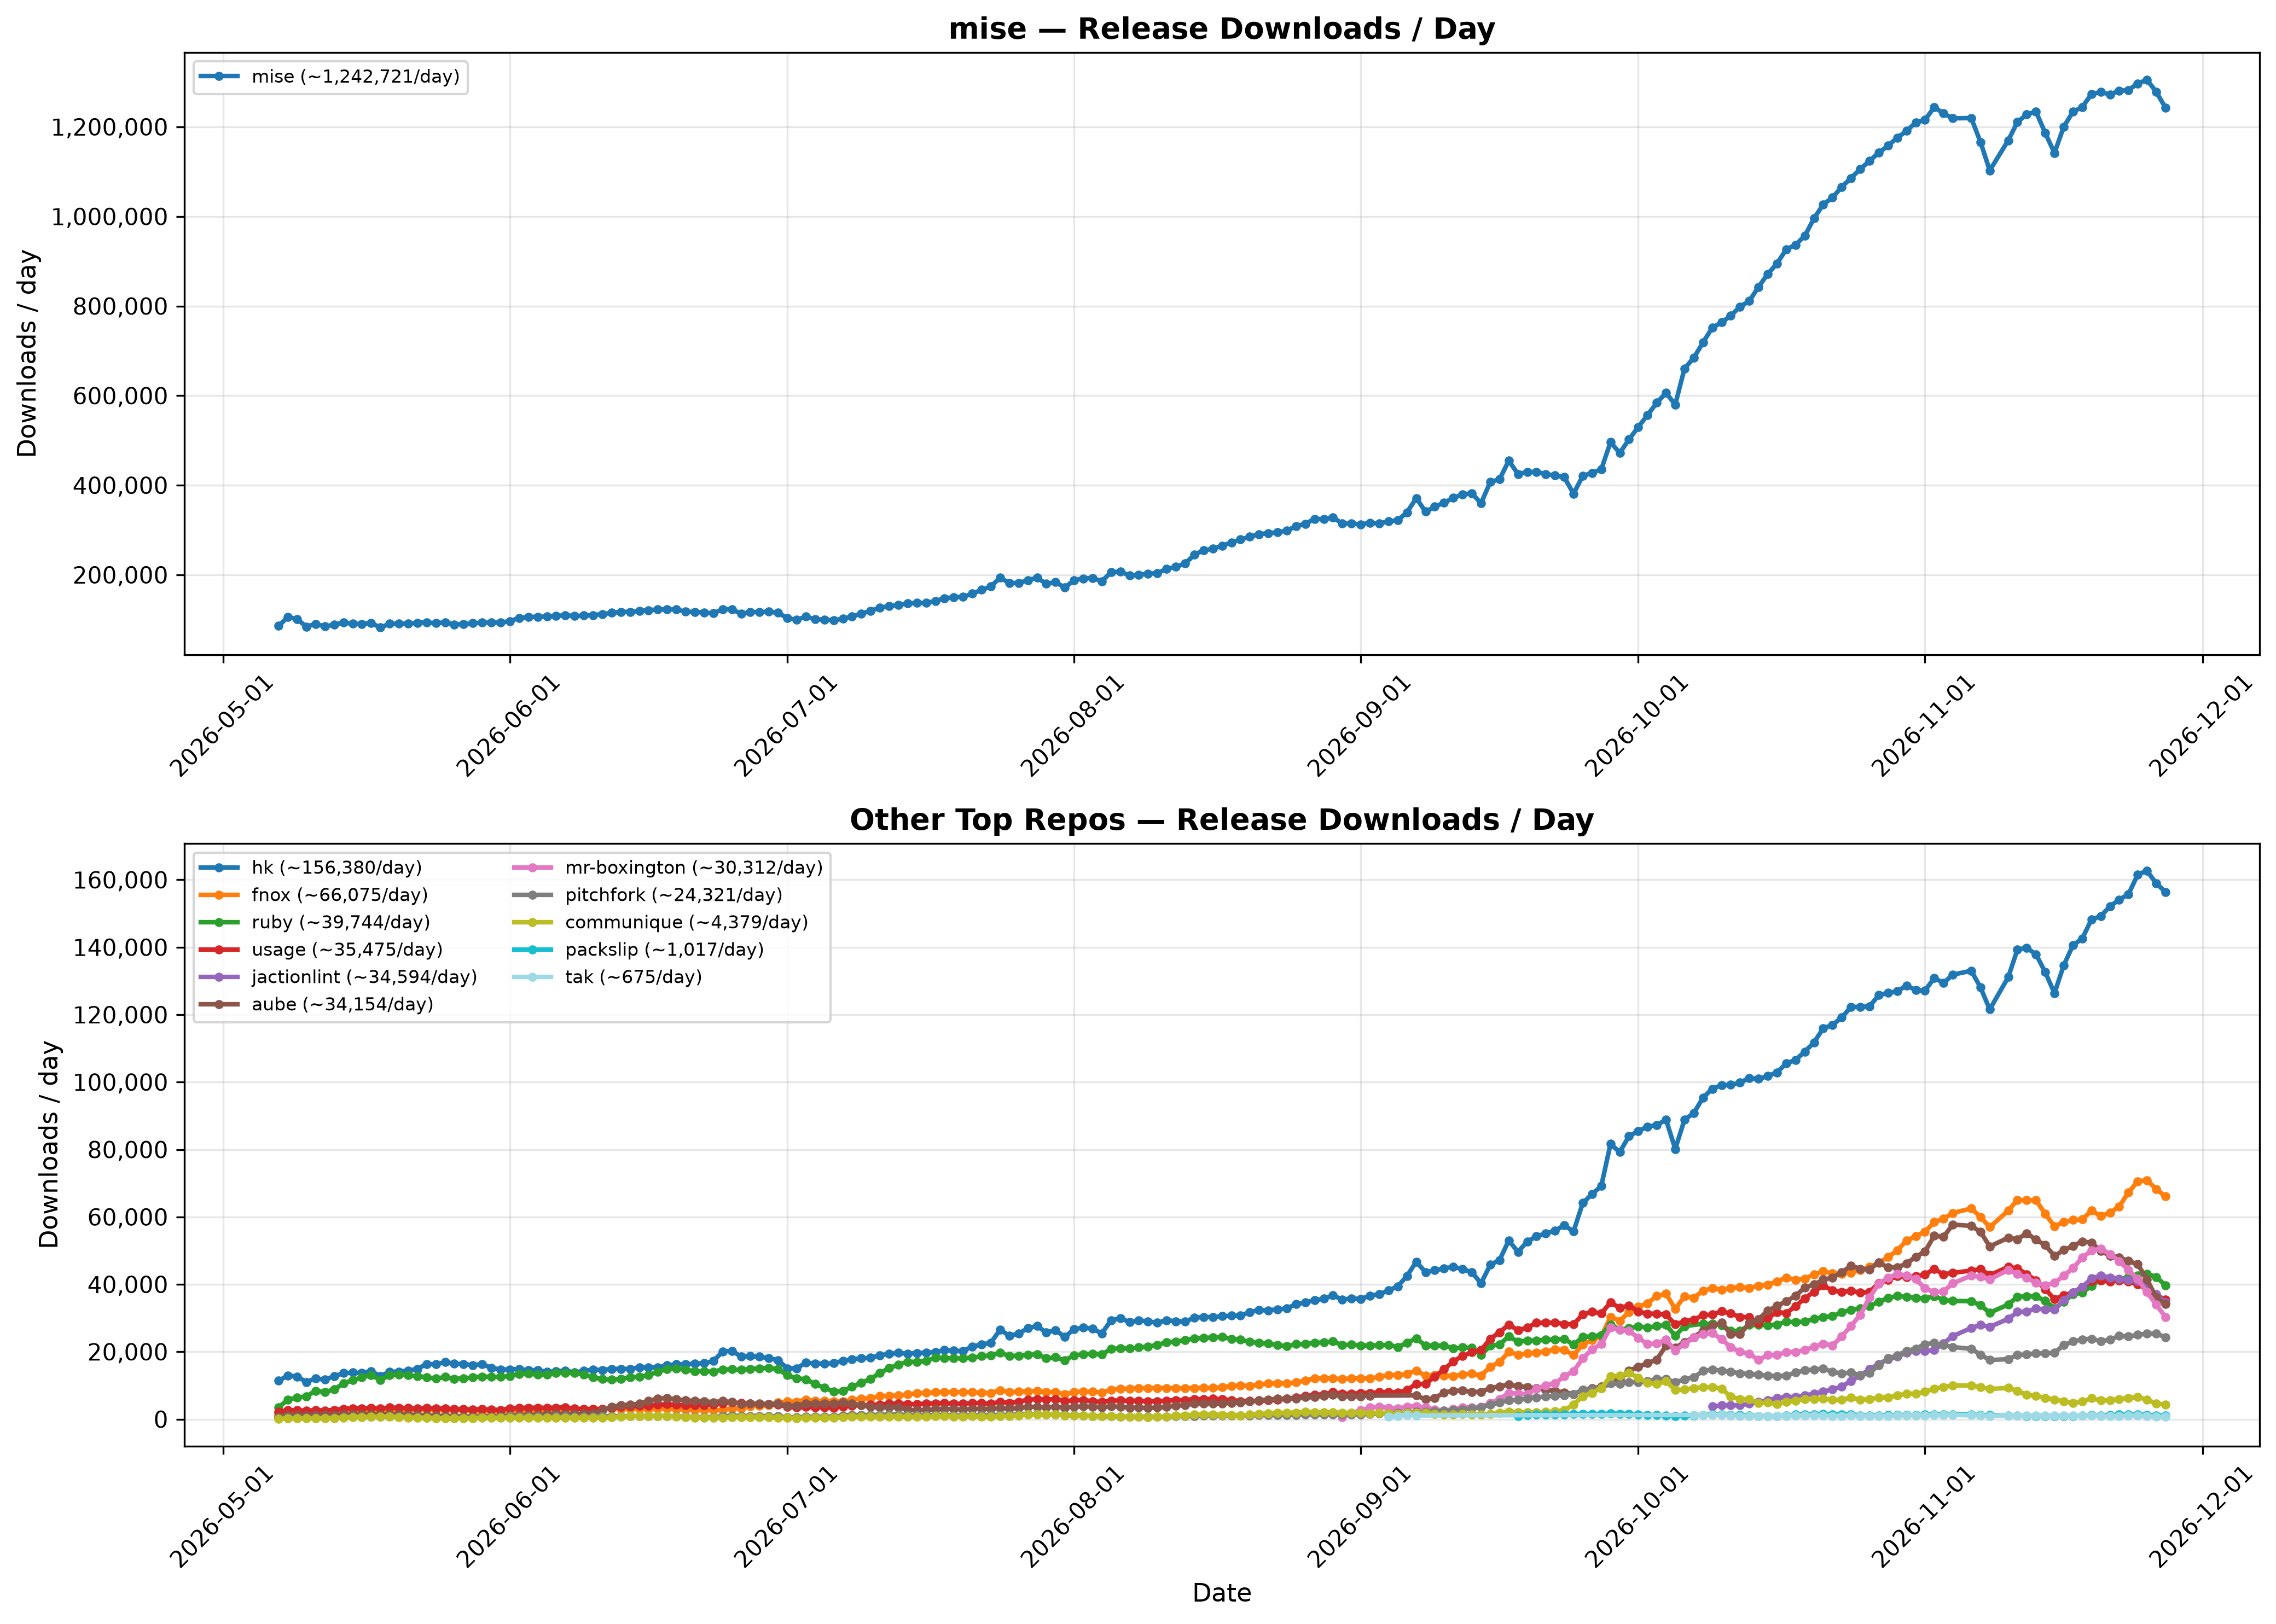 mise — Release Downloads / Day
mise (~1,242,721/day)
Downloads / day
1,200,000
1,000,000
800,000
600,000
400,000
200,000
2026-05-01
2026-06-01
2026-07-01
2026-08-01
2026-09-01
2026-10-01
2026-11-01
2026-12-01
Other Top Repos — Release Downloads / Day
hk (~156,380/day)
fnox (~66,075/day)
ruby (~39,744/day)
usage (~35,475/day)
jactionlint (~34,594/day)
aube (~34,154/day)
mr-boxington (~30,312/day)
pitchfork (~24,321/day)
communique (~4,379/day)
packslip (~1,017/day)
tak (~675/day)
Downloads / day
160,000
140,000
120,000
100,000
80,000
60,000
40,000
20,000
0
2026-05-01
2026-06-01
2026-07-01
2026-08-01
2026-09-01
2026-10-01
2026-11-01
2026-12-01
Date